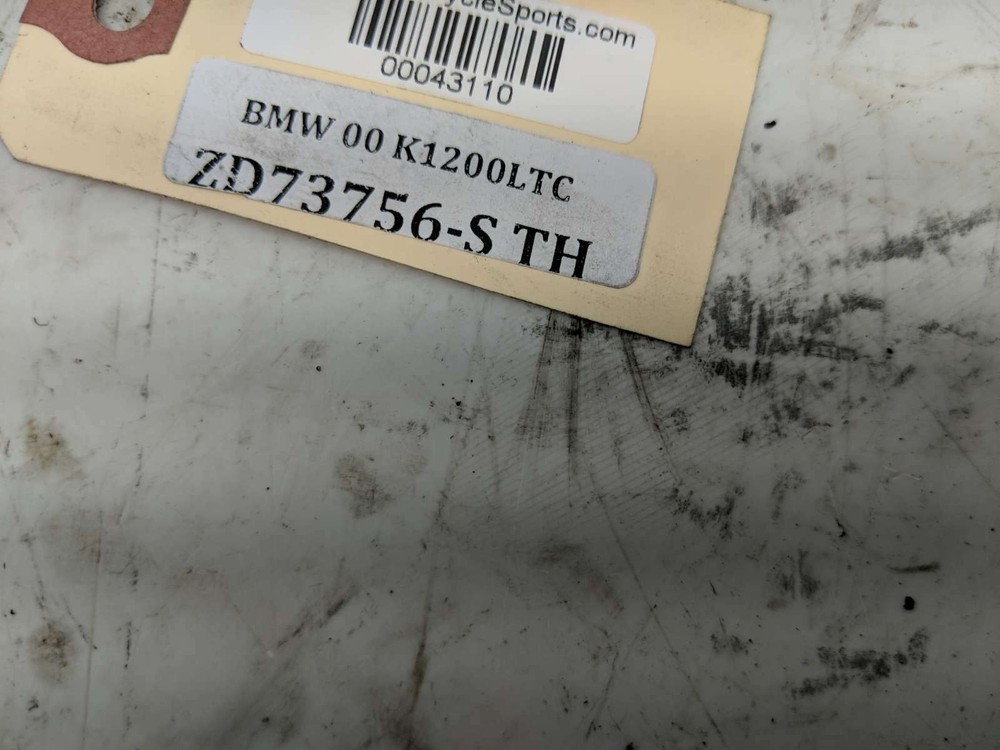 ycleSports.com
00043110
BMW 00 K1200LTC
ZD73756-S TH